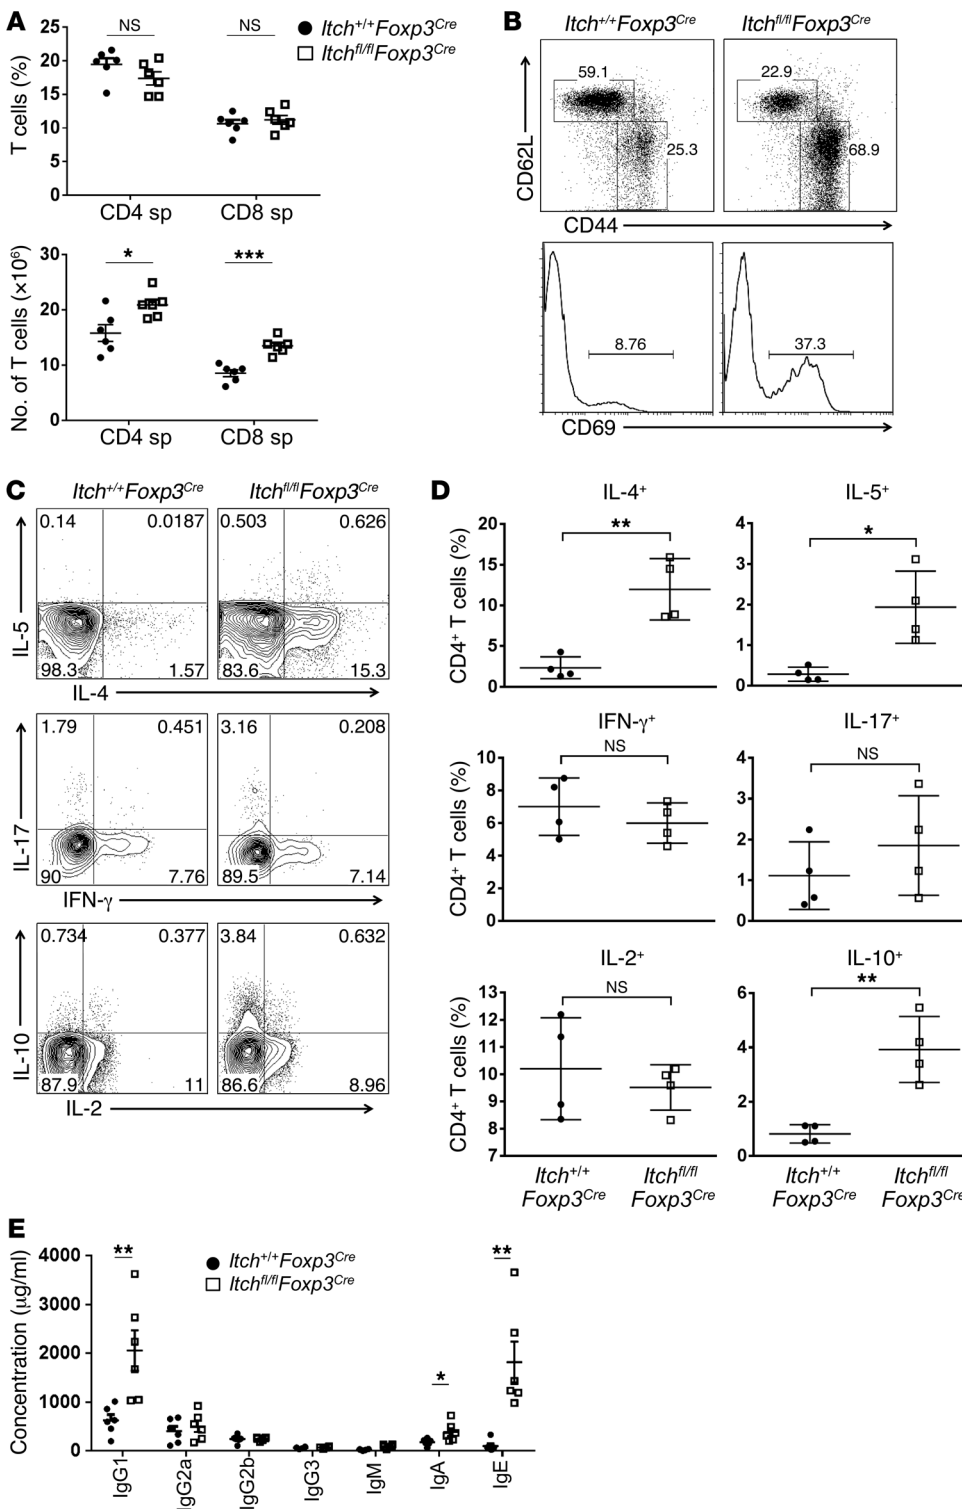 A
NS
NS
Itch+/+Foxp3Cre
Itchfl/flFoxp3Cre
T cells (%)
25
20
15
10
5
0
CD4 sp
CD8 sp
*
***
No. of T cells (×10⁶)
30
20
10
0
CD4 sp
CD8 sp
B
Itch+/+Foxp3Cre
Itchfl/flFoxp3Cre
59.1
22.9
25.3
68.9
CD62L
CD44
8.76
37.3
CD69
C
Itch+/+Foxp3Cre
Itchfl/flFoxp3Cre
0.14
0.0187
0.503
0.626
IL-5
98.3
1.57
83.6
15.3
IL-4
1.79
0.451
3.16
0.208
IL-17
90
7.76
89.5
7.14
IFN-γ
0.734
0.377
3.84
0.632
IL-10
87.9
11
86.6
8.96
IL-2
D
IL-4+
IL-5+
CD4+ T cells (%)
20
15
10
5
0
**
4
3
2
1
0
*
IFN-γ+
IL-17+
CD4+ T cells (%)
10
8
6
4
2
0
NS
4
3
2
1
0
NS
IL-2+
IL-10+
CD4+ T cells (%)
13
12
11
10
9
8
7
NS
6
4
2
0
**
Itch+/+
Foxp3Cre
Itchfl/fl
Foxp3Cre
Itch+/+
Foxp3Cre
Itchfl/fl
Foxp3Cre
E
Itch+/+Foxp3Cre
Itchfl/flFoxp3Cre
Concentration (µg/ml)
4000
3000
2000
1000
0
**
*
**
IgG1
IgG2a
IgG2b
IgG3
IgM
IgA
IgE